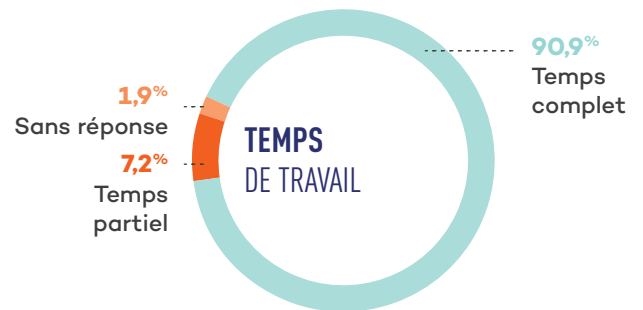 90,9%
Temps
complet
1,9%
Sans réponse
7,2%
Temps
partiel
TEMPS
DE TRAVAIL